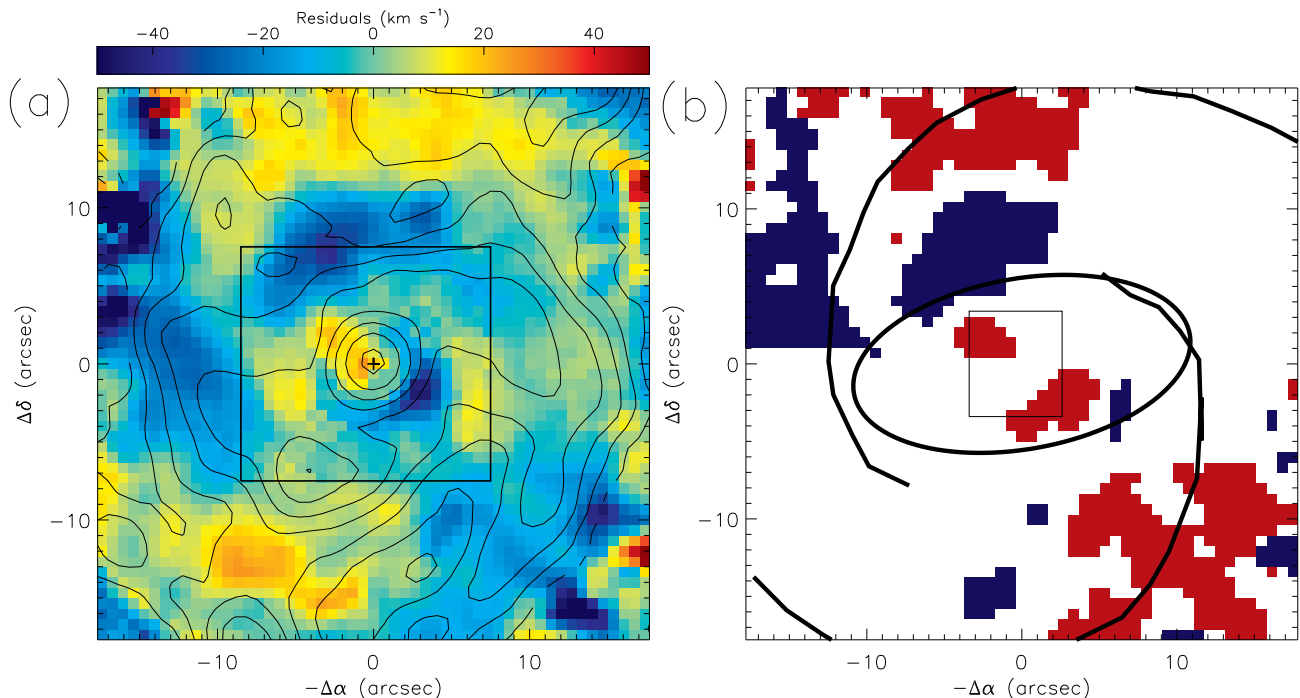 Residuals (km s⁻¹)
−40 −20 0 20 40
(a)
(b)
10
0
−10
Δδ (arcsec)
−10 0 10
−Δα (arcsec)
10
0
−10
Δδ (arcsec)
−10 0 10
−Δα (arcsec)